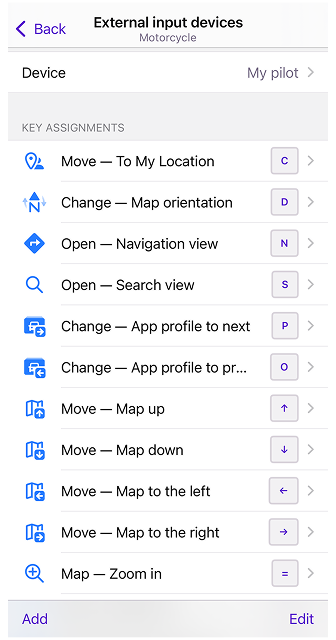 Back
External input devices
Motorcycle
Device My pilot
KEY ASSIGNMENTS
Move — To My Location C
N Change — Map orientation D
Open — Navigation view N
Open — Search view S
Change — App profile to next P
Change — App profile to pr... O
Move — Map up ↑
Move — Map down ↓
Move — Map to the left ←
Move — Map to the right →
Map — Zoom in =
Add Edit